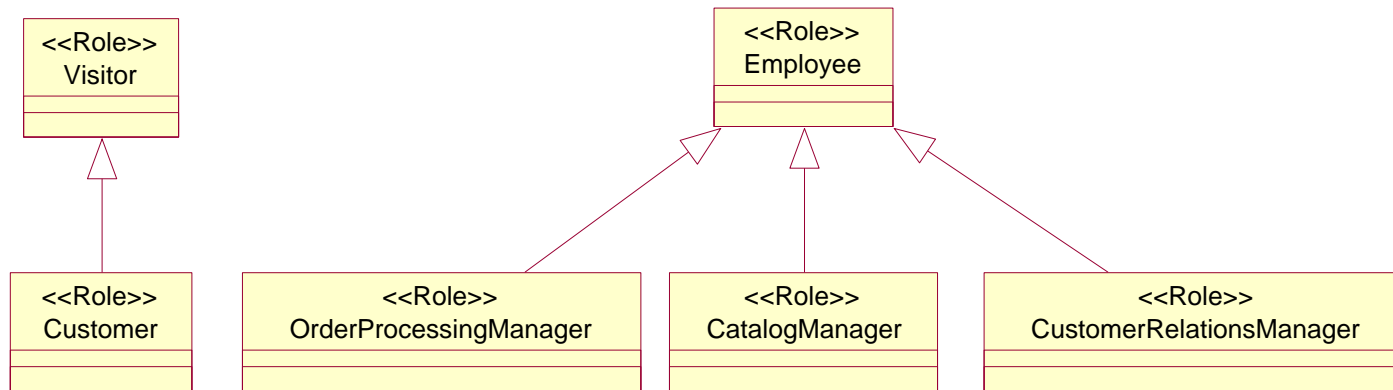 <<Role>>
Visitor
<<Role>>
Employee
<<Role>>
Customer
<<Role>>
OrderProcessingManager
<<Role>>
CatalogManager
<<Role>>
CustomerRelationsManager